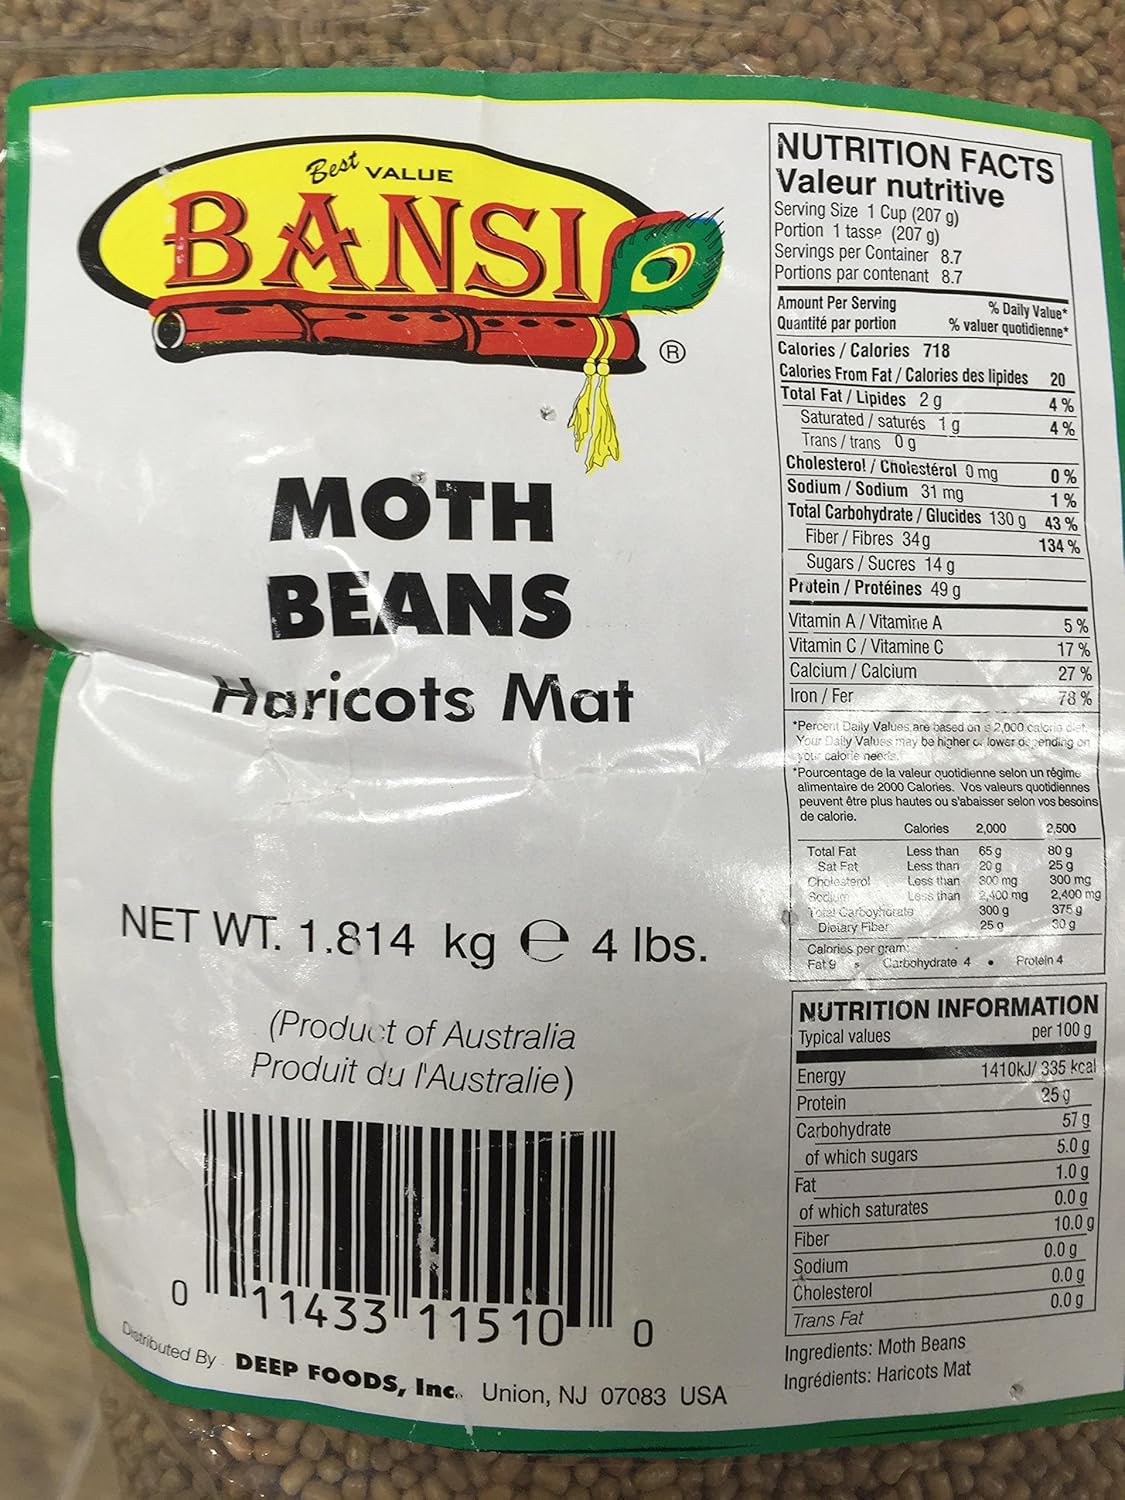 Best VALUE
BANSI
®
MOTH
BEANS
Haricots Mat
NET WT. 1.814 kg ℮ 4 lbs.
(Product of Australia
Produit du l'Australie)
0 11433 11510 0
Distributed By DEEP FOODS, Inc. Union, NJ 07083 USA
NUTRITION FACTS
Valeur nutritive
Serving Size 1 Cup (207 g)
Portion 1 tasse (207 g)
Servings per Container 8.7
Portions par contenant 8.7
Amount Per Serving % Daily Value*
Quantité par portion % valuer quotidienne*
Calories / Calories 718
Calories From Fat / Calories des lipides 20
Total Fat / Lipides 2 g 4 %
Saturated / saturés 1 g 4 %
Trans / trans 0 g
Cholesterol / Cholestérol 0 mg 0 %
Sodium / Sodium 31 mg 1 %
Total Carbohydrate / Glucides 130 g 43 %
Fiber / Fibres 34 g 134 %
Sugars / Sucres 14 g
Protein / Protéines 49 g
Vitamin A / Vitamine A 5 %
Vitamin C / Vitamine C 17 %
Calcium / Calcium 27 %
Iron / Fer 78 %
*Percent Daily Values are based on a 2,000 calorie diet.
Your Daily Values may be higher or lower depending on
your calorie needs.
*Pourcentage de la valeur quotidienne selon un régime
alimentaire de 2000 Calories. Vos valeurs quotidiennes
peuvent être plus hautes ou s'abaisser selon vos besoins
de calorie.
Calories 2,000 2,500
Total Fat Less than 65 g 80 g
Sat Fat Less than 20 g 25 g
Cholesterol Less than 300 mg 300 mg
Sodium Less than 2,400 mg 2,400 mg
Total Carboyhdrate 300 g 375 g
Dietary Fiber 25 g 30 g
Calories per gram:
Fat 9 • Carbohydrate 4 • Protein 4
NUTRITION INFORMATION
Typical values per 100 g
Energy 1410kJ/ 335 kcal
Protein 25 g
Carbohydrate 57 g
of which sugars 5.0 g
Fat 1.0 g
of which saturates 0.0 g
Fiber 10.0 g
Sodium 0.0 g
Cholesterol 0.0 g
Trans Fat 0.0 g
Ingredients: Moth Beans
Ingrédients: Haricots Mat